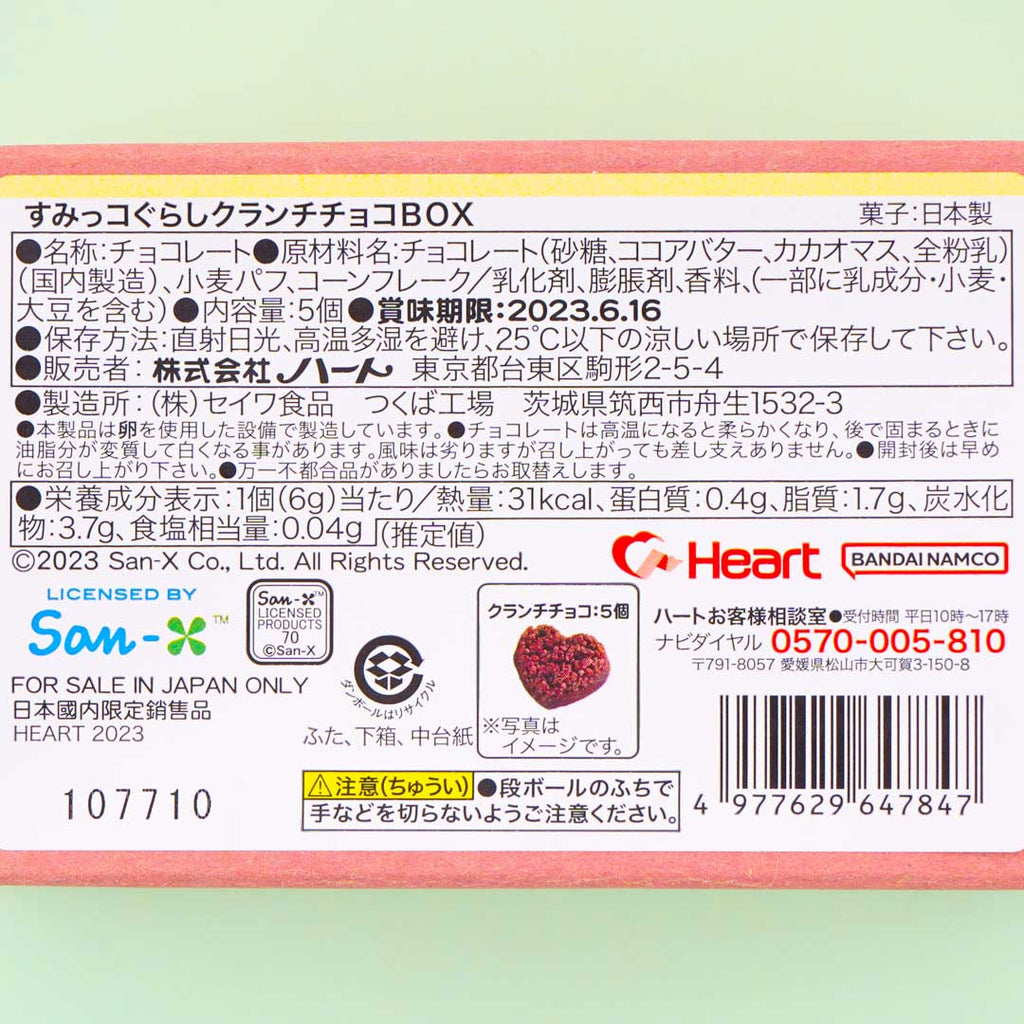 すみっコぐらしクランチチョコBOX 菓子:日本製
●名称:チョコレート●原材料名:チョコレート(砂糖、ココアバター、カカオマス、全粉乳)
(国内製造)、小麦パフ、コーンフレーク/乳化剤、膨脹剤、香料、(一部に乳成分・小麦・
大豆を含む)●内容量:5個●賞味期限:2023.6.16
●保存方法:直射日光、高温多湿を避け、25℃以下の涼しい場所で保存して下さい。
●販売者:株式会社ハート 東京都台東区駒形2-5-4
●製造所:(株)セイワ食品 つくば工場 茨城県筑西市舟生1532-3
●本製品は卵を使用した設備で製造しています。●チョコレートは高温になると柔らかくなり、後で固まるときに
油脂分が変質して白くなる事があります。風味は劣りますが召し上がっても差し支えありません。●開封後は早め
にお召し上がり下さい。●万一不都合品がありましたらお取替えします。
●栄養成分表示:1個(6g)当たり/熱量:31kcal、蛋白質:0.4g、脂質:1.7g、炭水化
物:3.7g、食塩相当量:0.04g (推定値)
©2023 San-X Co., Ltd. All Rights Reserved.
Heart
BANDAI NAMCO
LICENSED BY
San-X™
San-X™
LICENSED
PRODUCTS
70
©San-X
FOR SALE IN JAPAN ONLY
日本國内限定銷售品
HEART 2023
ダンボールはリサイクル
ふた、下箱、中台紙
クランチチョコ:5個
※写真は
イメージです。
ハートお客様相談室●受付時間 平日10時〜17時
ナビダイヤル 0570-005-810
〒791-8057 愛媛県松山市大可賀3-150-8
107710
⚠注意(ちゅうい) ●段ボールのふちで
手などを切らないようご注意ください。
4 977629 647847